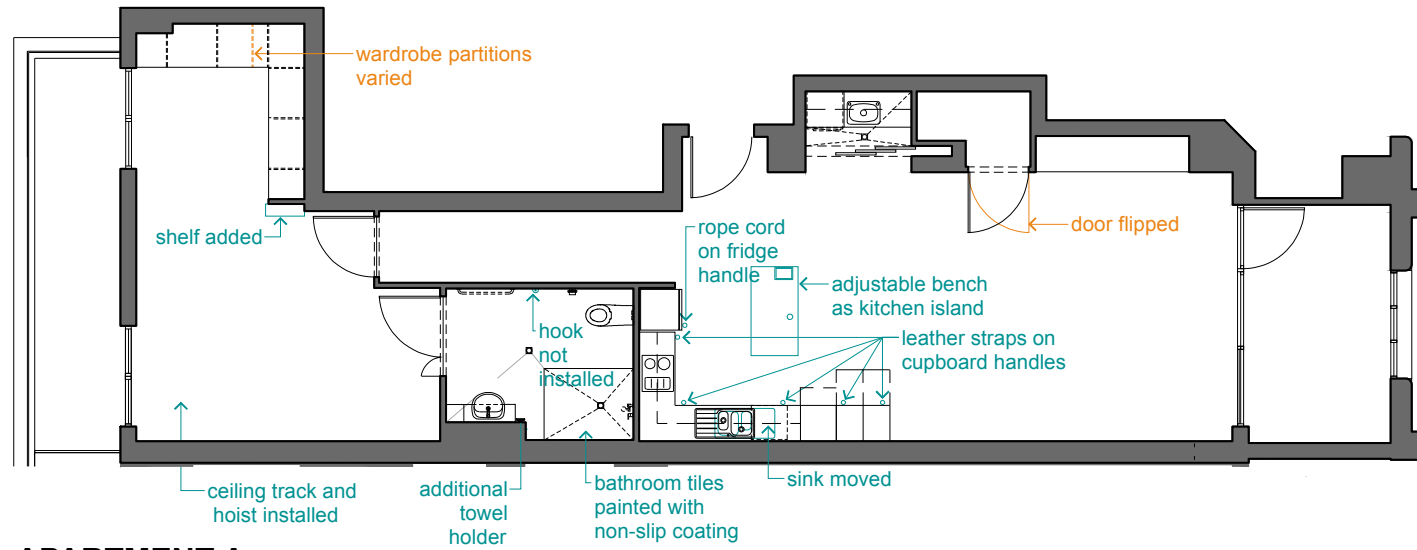 wardrobe partitions
varied
shelf added
rope cord
on fridge
handle
door flipped
adjustable bench
as kitchen island
hook
not
installed
leather straps on
cupboard handles
ceiling track and
hoist installed
additional
towel
holder
bathroom tiles
painted with
non-slip coating
sink moved
APARTMENT A